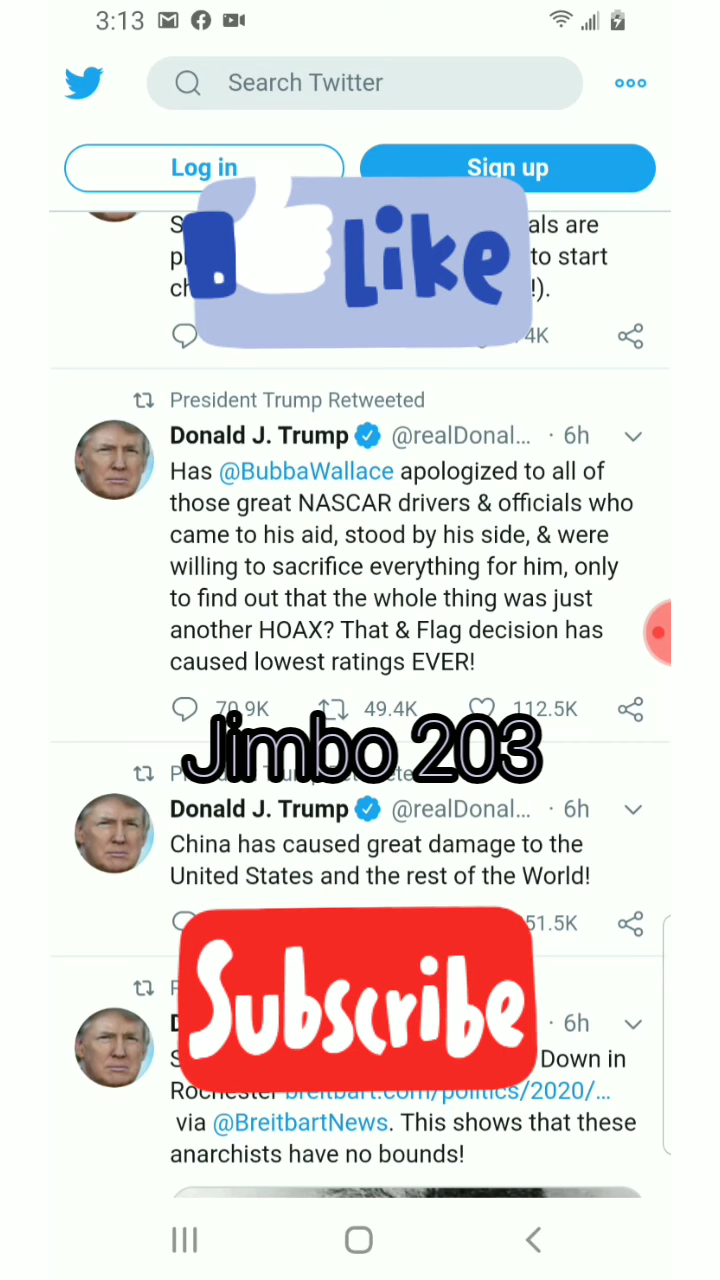 3:13
Search Twitter
Log in
Sign up
Like
als are
to start
!).
4K
President Trump Retweeted
Donald J. Trump @realDonal... · 6h
Has @BubbaWallace apologized to all of
those great NASCAR drivers & officials who
came to his aid, stood by his side, & were
willing to sacrifice everything for him, only
to find out that the whole thing was just
another HOAX? That & Flag decision has
caused lowest ratings EVER!
70.9K 49.4K 112.5K
Jimbo 203
Donald J. Trump @realDonal... · 6h
China has caused great damage to the
United States and the rest of the World!
51.5K
Subscribe
· 6h
Down in
Rochester breitbart.com/politics/2020/...
via @BreitbartNews. This shows that these
anarchists have no bounds!